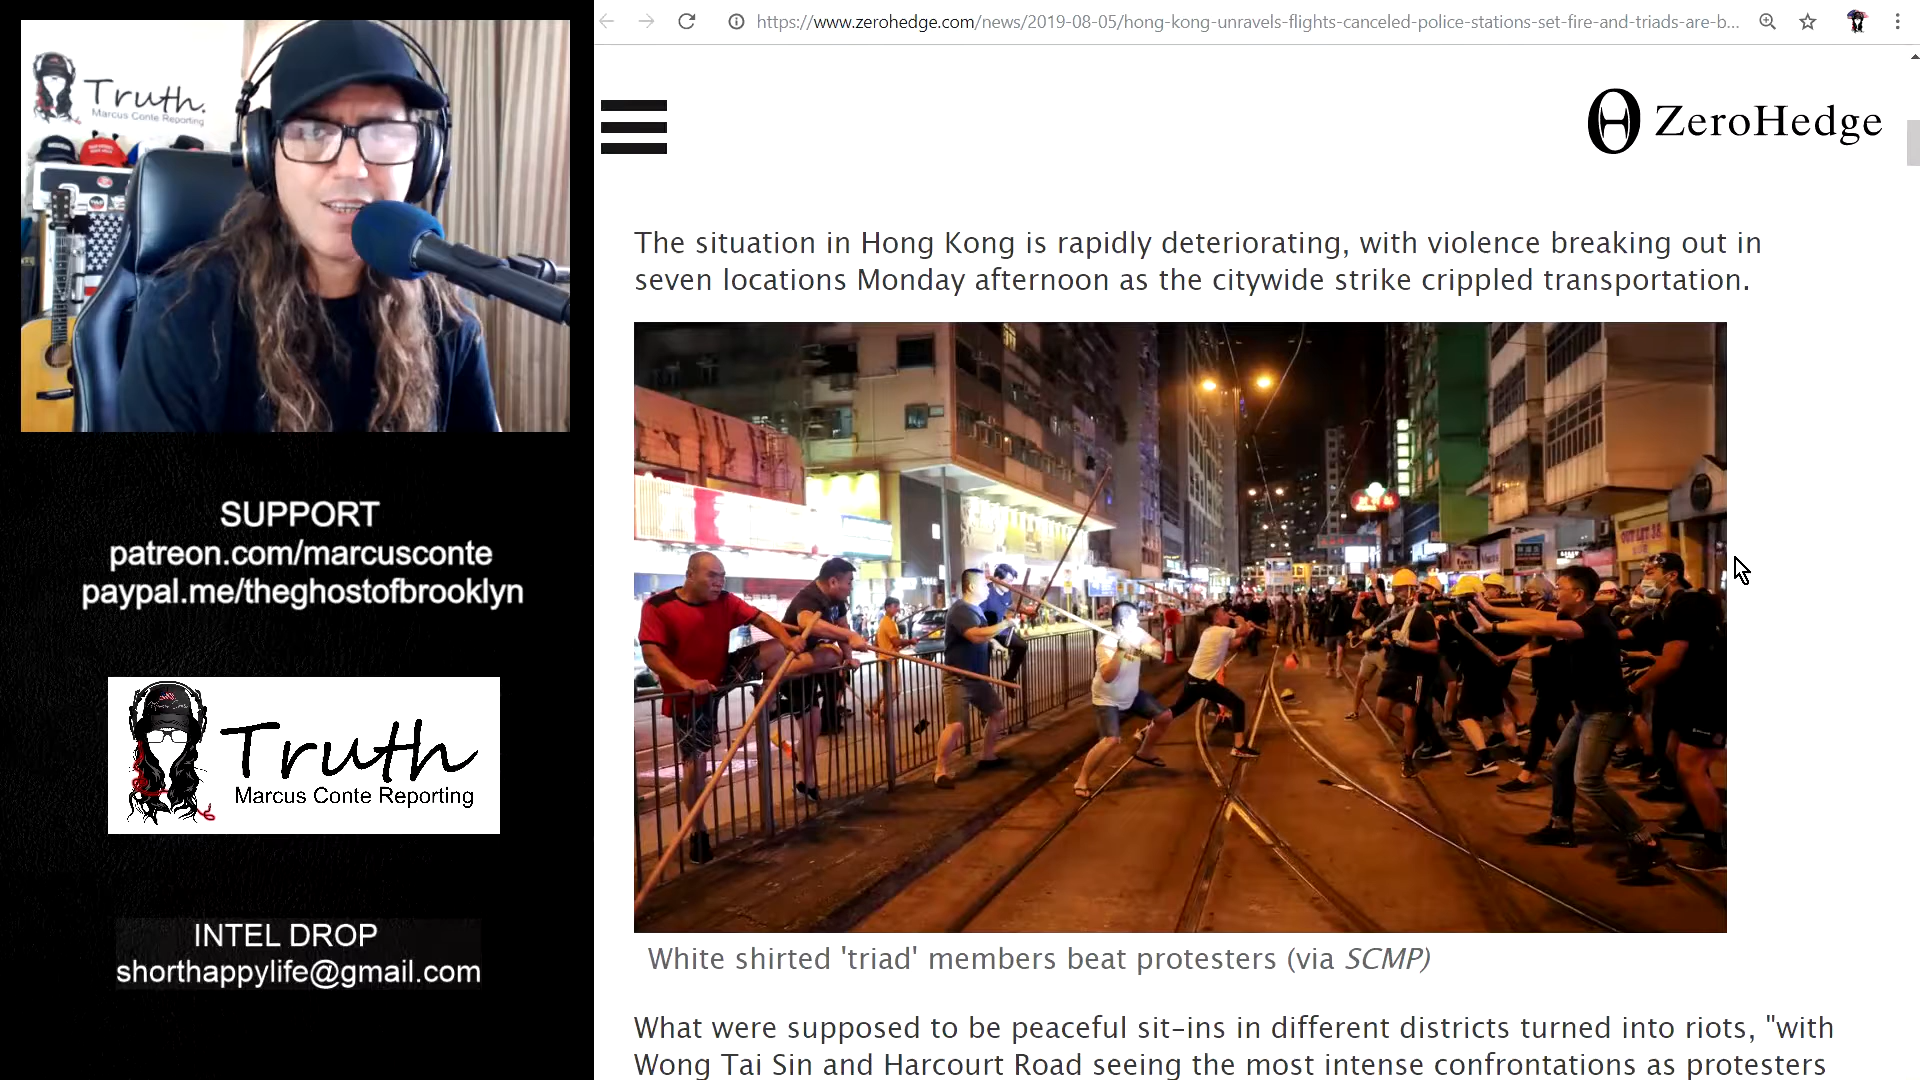 Truth.
Marcus Conte Reporting
SUPPORT
patreon.com/marcusconte
paypal.me/theghostofbrooklyn
Truth
Marcus Conte Reporting
INTEL DROP
shorthappylife@gmail.com
https://www.zerohedge.com/news/2019-08-05/hong-kong-unravels-flights-canceled-police-stations-set-fire-and-triads-are-b...
ZeroHedge
The situation in Hong Kong is rapidly deteriorating, with violence breaking out in
seven locations Monday afternoon as the citywide strike crippled transportation.
White shirted 'triad' members beat protesters (via SCMP)
What were supposed to be peaceful sit-ins in different districts turned into riots, "with
Wong Tai Sin and Harcourt Road seeing the most intense confrontations as protesters